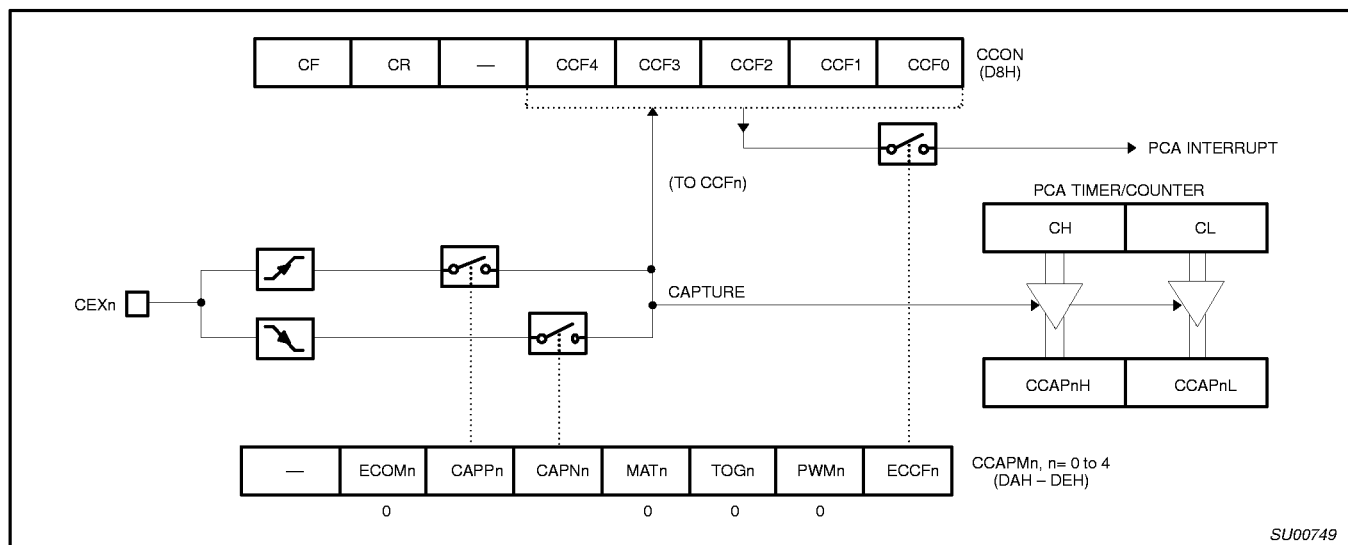 CF CR — CCF4 CCF3 CCF2 CCF1 CCF0
CCON
(D8H)
PCA INTERRUPT
(TO CCFn)
PCA TIMER/COUNTER
CH CL
CEXn
CAPTURE
CCAPnH CCAPnL
— ECOMn CAPPn CAPNn MATn TOGn PWMn ECCFn
CCAPMn, n= 0 to 4
(DAH – DEH)
0 0 0 0
SU00749